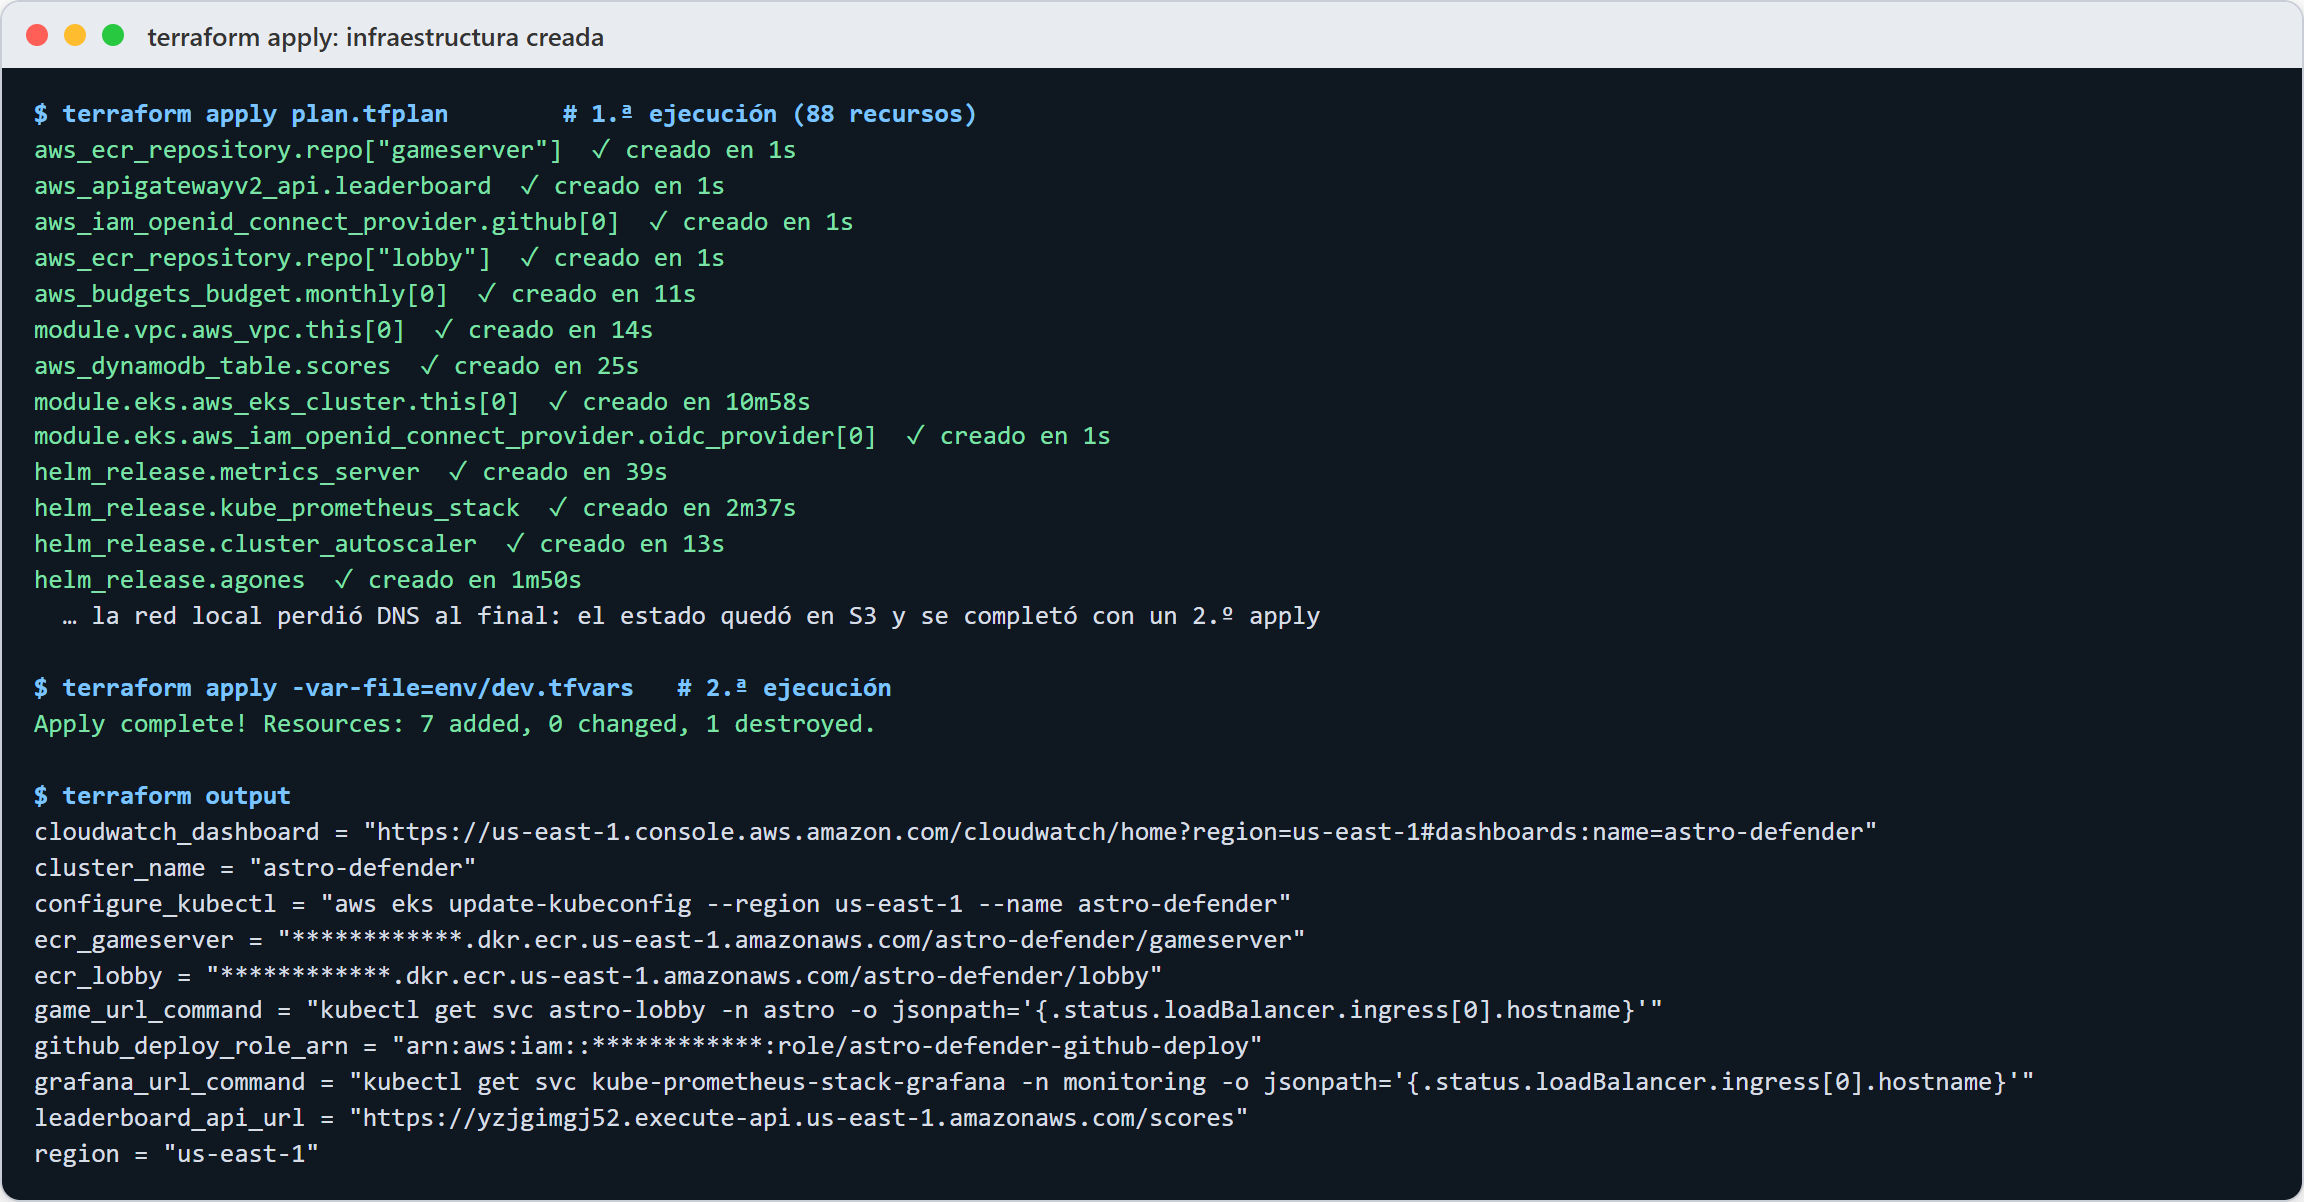 terraform apply: infraestructura creada
$ terraform apply plan.tfplan        # 1.ª ejecución (88 recursos)
aws_ecr_repository.repo["gameserver"]  ✓ creado en 1s
aws_apigatewayv2_api.leaderboard  ✓ creado en 1s
aws_iam_openid_connect_provider.github[0]  ✓ creado en 1s
aws_ecr_repository.repo["lobby"]  ✓ creado en 1s
aws_budgets_budget.monthly[0]  ✓ creado en 11s
module.vpc.aws_vpc.this[0]  ✓ creado en 14s
aws_dynamodb_table.scores  ✓ creado en 25s
module.eks.aws_eks_cluster.this[0]  ✓ creado en 10m58s
module.eks.aws_iam_openid_connect_provider.oidc_provider[0]  ✓ creado en 1s
helm_release.metrics_server  ✓ creado en 39s
helm_release.kube_prometheus_stack  ✓ creado en 2m37s
helm_release.cluster_autoscaler  ✓ creado en 13s
helm_release.agones  ✓ creado en 1m50s
  … la red local perdió DNS al final: el estado quedó en S3 y se completó con un 2.º apply
$ terraform apply -var-file=env/dev.tfvars   # 2.ª ejecución
Apply complete! Resources: 7 added, 0 changed, 1 destroyed.
$ terraform output
cloudwatch_dashboard = "https://us-east-1.console.aws.amazon.com/cloudwatch/home?region=us-east-1#dashboards:name=astro-defender"
cluster_name = "astro-defender"
configure_kubectl = "aws eks update-kubeconfig --region us-east-1 --name astro-defender"
ecr_gameserver = "************.dkr.ecr.us-east-1.amazonaws.com/astro-defender/gameserver"
ecr_lobby = "************.dkr.ecr.us-east-1.amazonaws.com/astro-defender/lobby"
game_url_command = "kubectl get svc astro-lobby -n astro -o jsonpath='{.status.loadBalancer.ingress[0].hostname}'"
github_deploy_role_arn = "arn:aws:iam::************:role/astro-defender-github-deploy"
grafana_url_command = "kubectl get svc kube-prometheus-stack-grafana -n monitoring -o jsonpath='{.status.loadBalancer.ingress[0].hostname}'"
leaderboard_api_url = "https://yzjgimgj52.execute-api.us-east-1.amazonaws.com/scores"
region = "us-east-1"